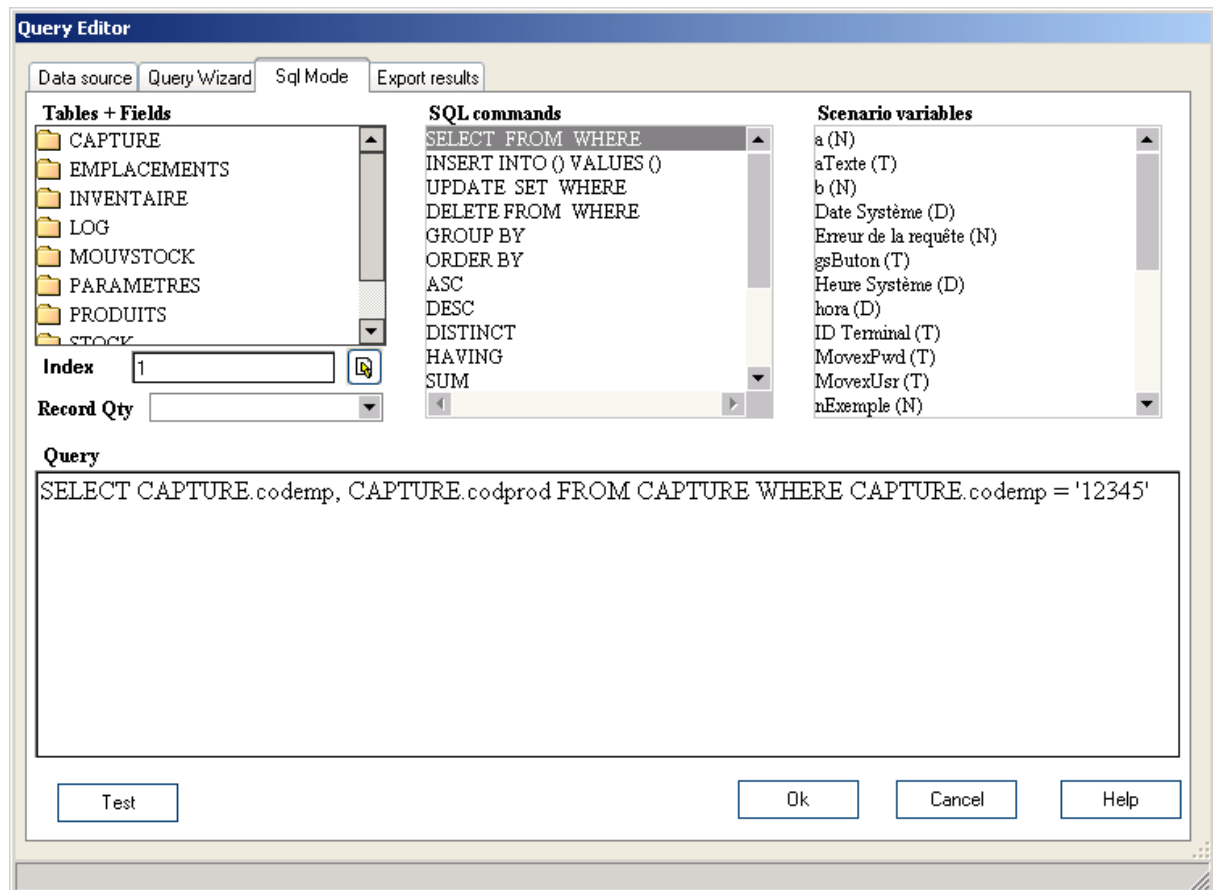 Query Editor
Data source
Query Wizard
Sql Mode
Export results
Tables + Fields
CAPTURE
EMPLACEMENTS
INVENTAIRE
LOG
MOUVSTOCK
PARAMETRES
PRODUITS
STOCK
Index
1
Record Qty
SQL commands
SELECT FROM WHERE
INSERT INTO () VALUES ()
UPDATE SET WHERE
DELETE FROM WHERE
GROUP BY
ORDER BY
ASC
DESC
DISTINCT
HAVING
SUM
Scenario variables
a (N)
aTexte (T)
b (N)
Date Système (D)
Erreur de la requête (N)
gsButon (T)
Heure Système (D)
hora (D)
ID Terminal (T)
MovexPwd (T)
MovexUsr (T)
nExemple (N)
Query
SELECT CAPTURE.codemp, CAPTURE.codprod FROM CAPTURE WHERE CAPTURE.codemp = '12345'
Test
Ok
Cancel
Help